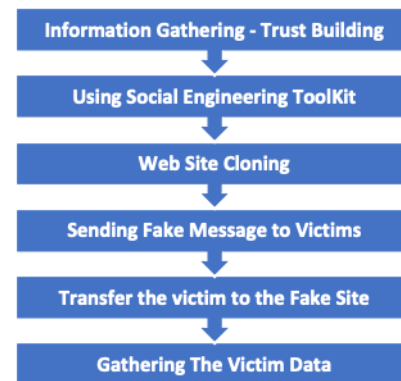 Information Gathering - Trust Building
Using Social Engineering ToolKit
Web Site Cloning
Sending Fake Message to Victims
Transfer the victim to the Fake Site
Gathering The Victim Data